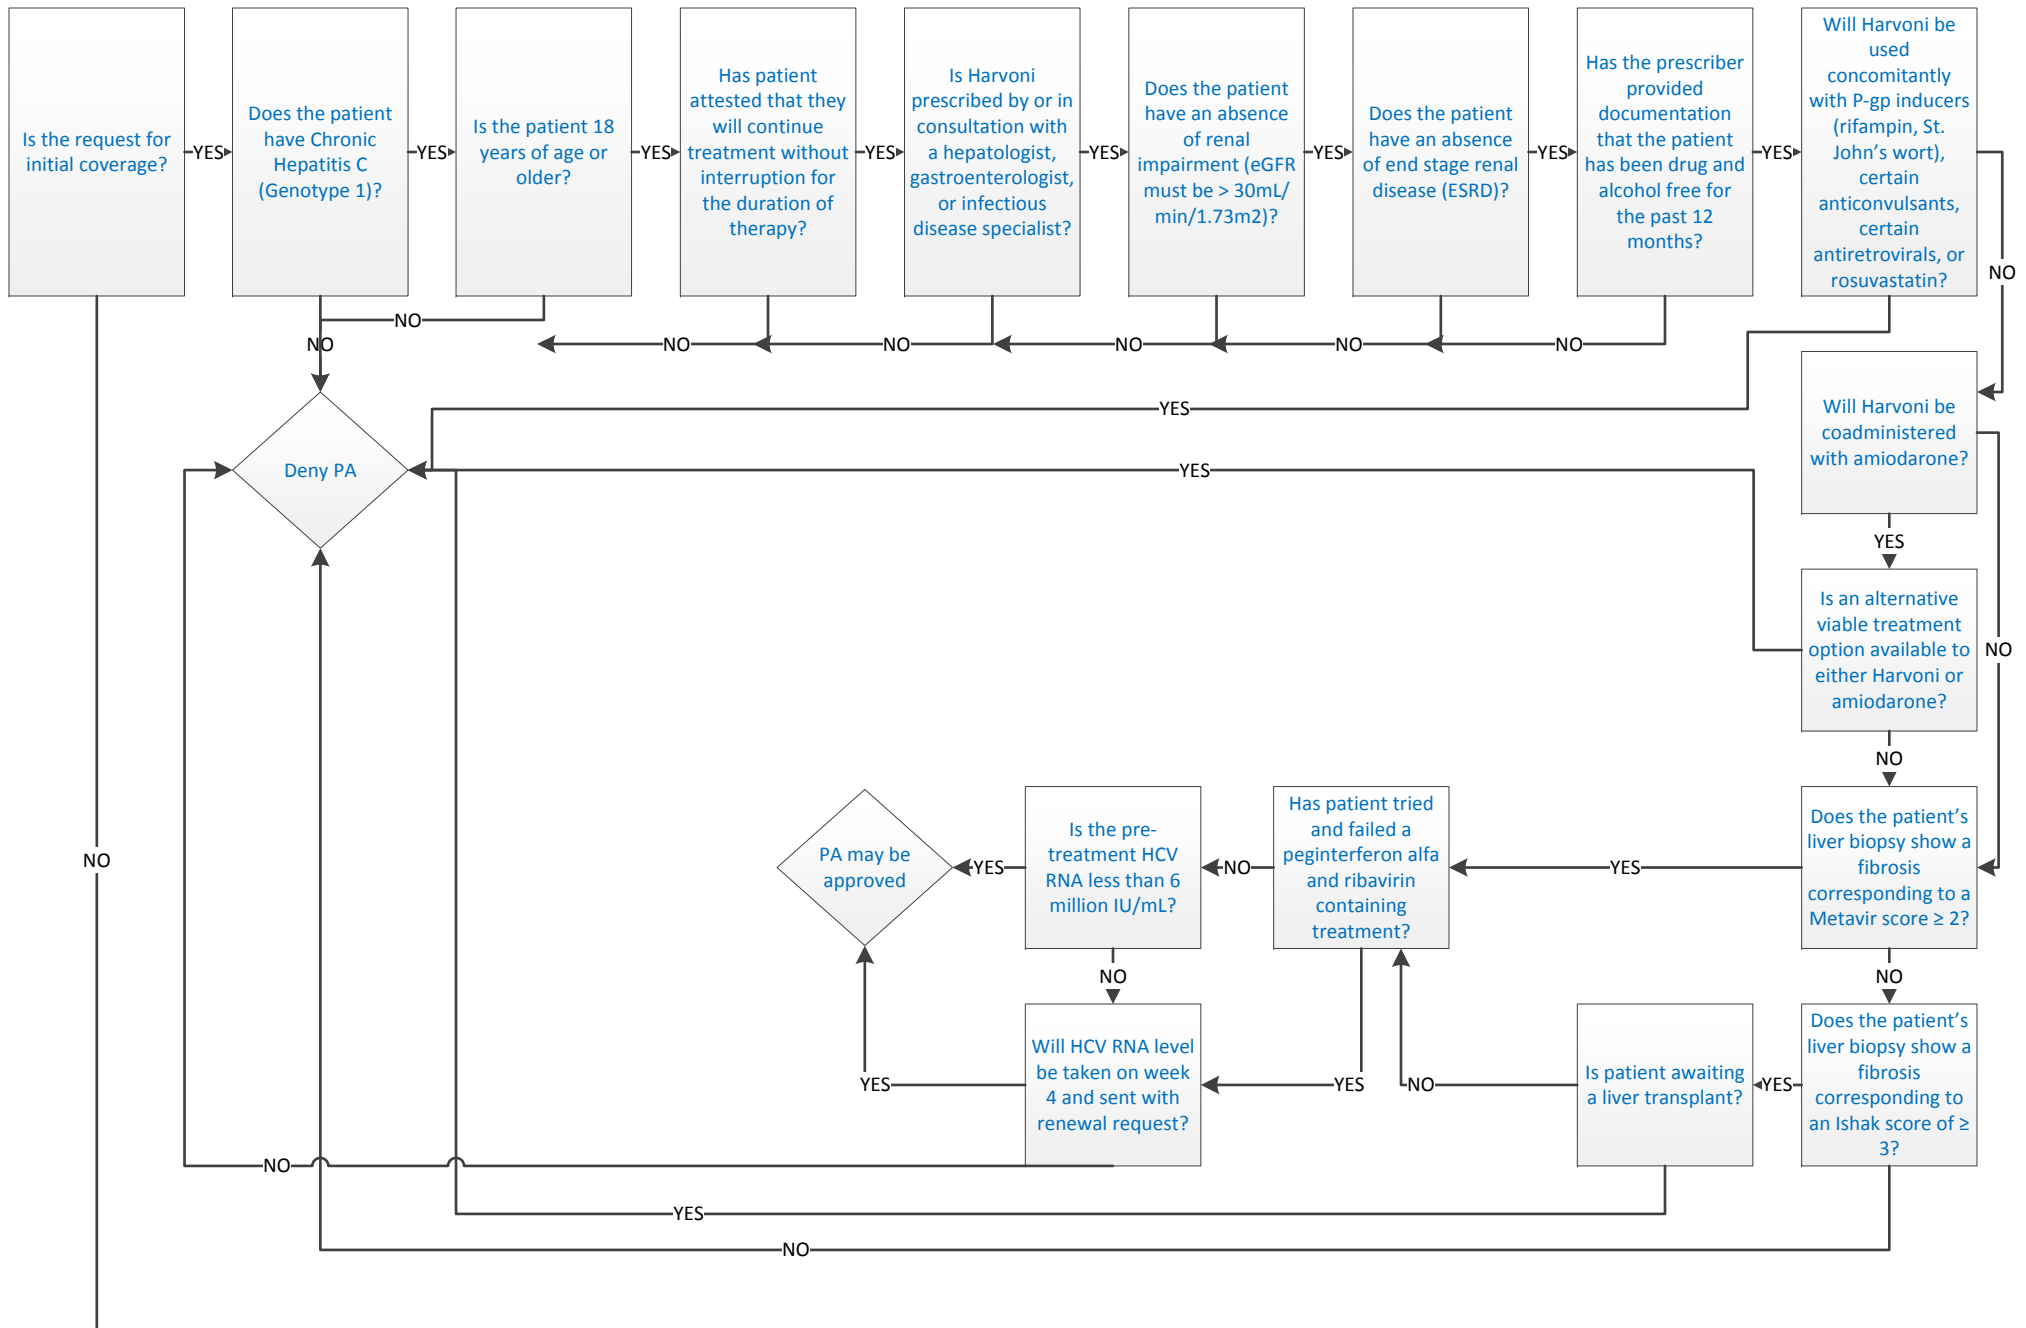 Is the request for
initial coverage?
YES
Does the patient
have Chronic
Hepatitis C
(Genotype 1)?
YES
Is the patient 18
years of age or
older?
YES
Has patient
attested that they
will continue
treatment without
interruption for
the duration of
therapy?
YES
Is Harvoni
prescribed by or in
consultation with
a hepatologist,
gastroenterologist,
or infectious
disease specialist?
YES
Does the patient
have an absence
of renal
impairment (eGFR
must be > 30mL/
min/1.73m2)?
YES
Does the patient
have an absence
of end stage renal
disease (ESRD)?
YES
Has the prescriber
provided
documentation
that the patient
has been drug and
alcohol free for
the past 12
months?
YES
Will Harvoni be
used
concomitantly
with P-gp inducers
(rifampin, St.
John’s wort),
certain
anticonvulsants,
certain
antiretrovirals, or
rosuvastatin?
NO
NO
NO
NO
NO
NO
NO
NO
YES
Will Harvoni be
coadministered
with amiodarone?
Deny PA
YES
YES
Is an alternative
viable treatment
option available to
either Harvoni or
amiodarone?
NO
NO
NO
PA may be
approved
YES
Is the pre-
treatment HCV
RNA less than 6
million IU/mL?
NO
Has patient tried
and failed a
peginterferon alfa
and ribavirin
containing
treatment?
YES
Does the patient’s
liver biopsy show a
fibrosis
corresponding to a
Metavir score ≥ 2?
NO
NO
YES
Will HCV RNA level
be taken on week
4 and sent with
renewal request?
YES
NO
Is patient awaiting
a liver transplant?
YES
Does the patient’s
liver biopsy show a
fibrosis
corresponding to
an Ishak score of ≥
3?
NO
YES
NO